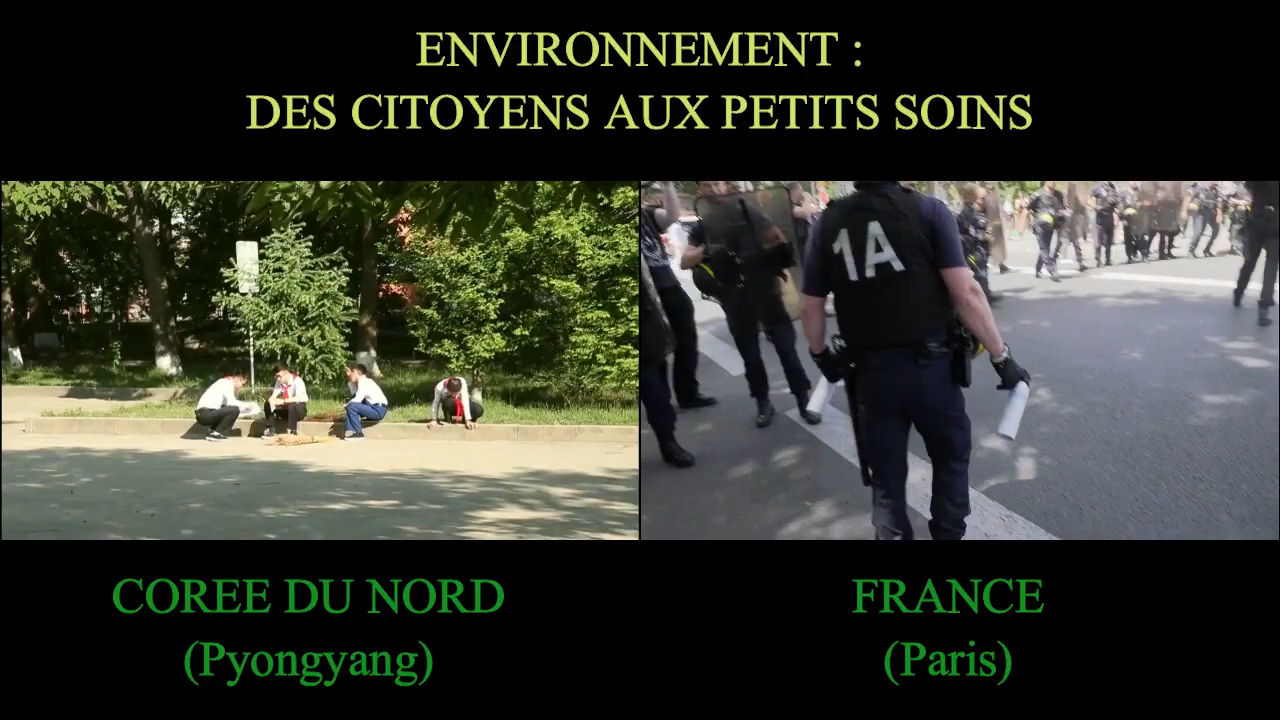 ENVIRONNEMENT :
DES CITOYENS AUX PETITS SOINS
1A
COREE DU NORD
(Pyongyang)
FRANCE
(Paris)